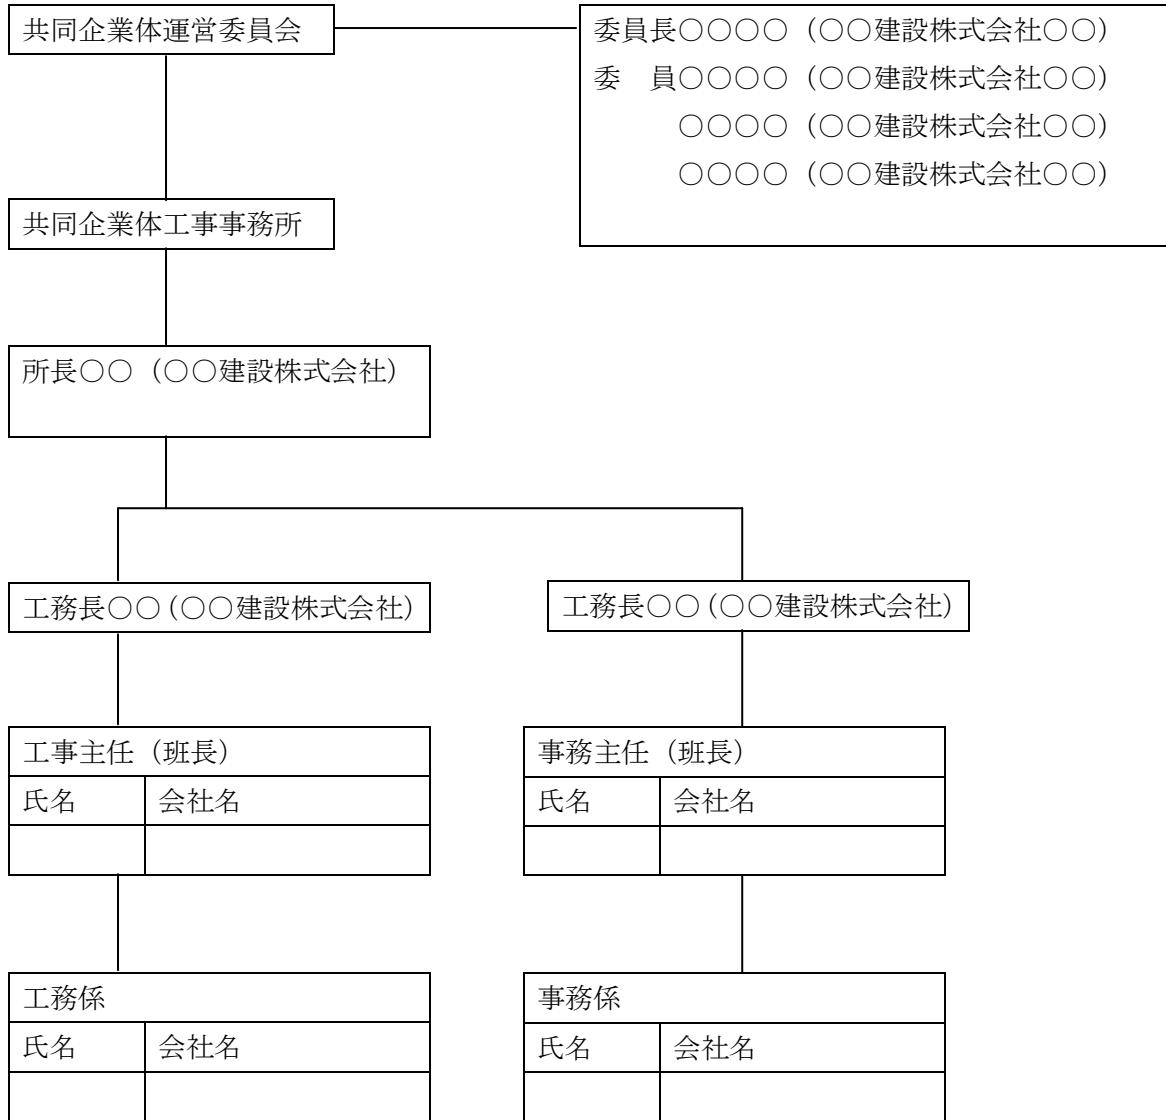 共同企業体運営委員会
委員長○○○○（○○建設株式会社○○）
委　員○○○○（○○建設株式会社○○）
○○○○（○○建設株式会社○○）
○○○○（○○建設株式会社○○）
共同企業体工事事務所
所長○○（○○建設株式会社）
工務長○○(○○建設株式会社)
工務長○○(○○建設株式会社)
工事主任（班長）
氏名　会社名
事務主任（班長）
氏名　会社名
工務係
氏名　会社名
事務係
氏名　会社名